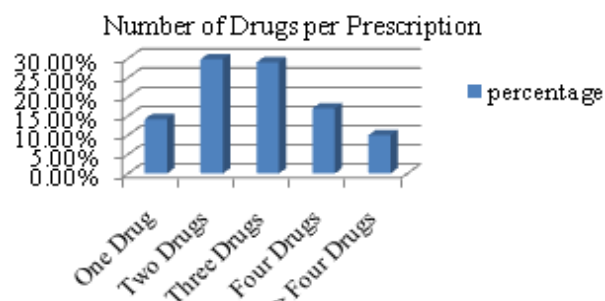 Number of Drugs per Prescription
30.00%
25.00%
20.00%
15.00%
10.00%
5.00%
0.00%
percentage
One Drug
Two Drugs
Three Drugs
Four Drugs
Four Drugs